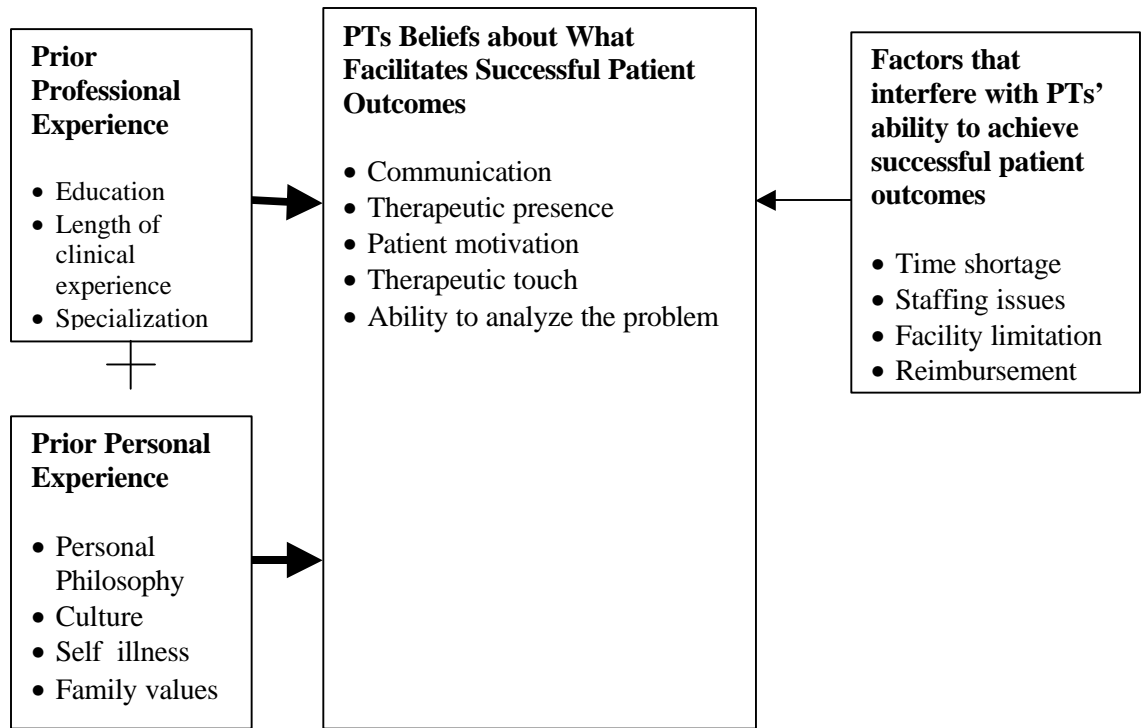 Prior
Professional
Experience
• Education
• Length of
clinical
experience
• Specialization
Prior Personal
Experience
• Personal
Philosophy
• Culture
• Self illness
• Family values
PTs Beliefs about What
Facilitates Successful Patient
Outcomes
• Communication
• Therapeutic presence
• Patient motivation
• Therapeutic touch
• Ability to analyze the problem
Factors that
interfere with PTs’
ability to achieve
successful patient
outcomes
• Time shortage
• Staffing issues
• Facility limitation
• Reimbursement